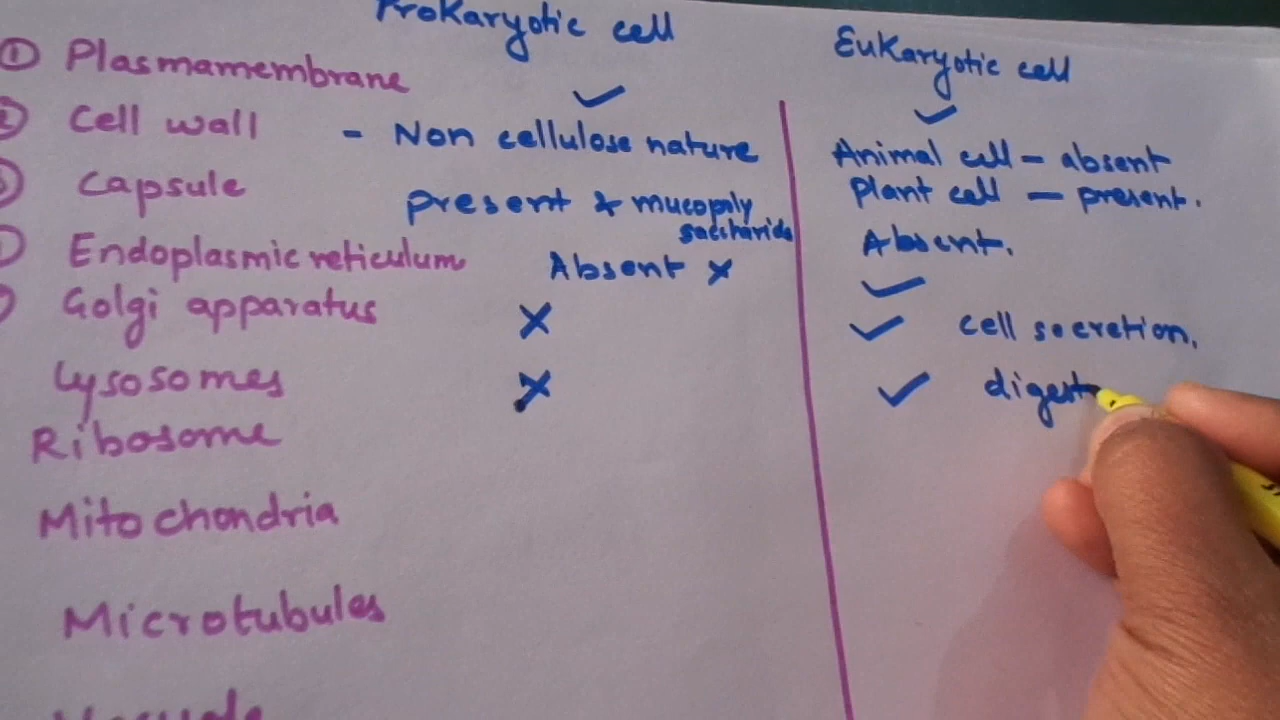 Prokaryotic cell
Eukaryotic cell
① Plasmamembrane ✓ ✓
② Cell wall - Non cellulose nature
Animal cell - absent
Plant cell - present.
Capsule present & mucopoly
saccharide
Absent.
Endoplasmic reticulum Absent × ✓
Golgi apparatus × ✓ cell secretion,
Lysosomes × ✓ digest
Ribosome
Mitochondria
Microtubules